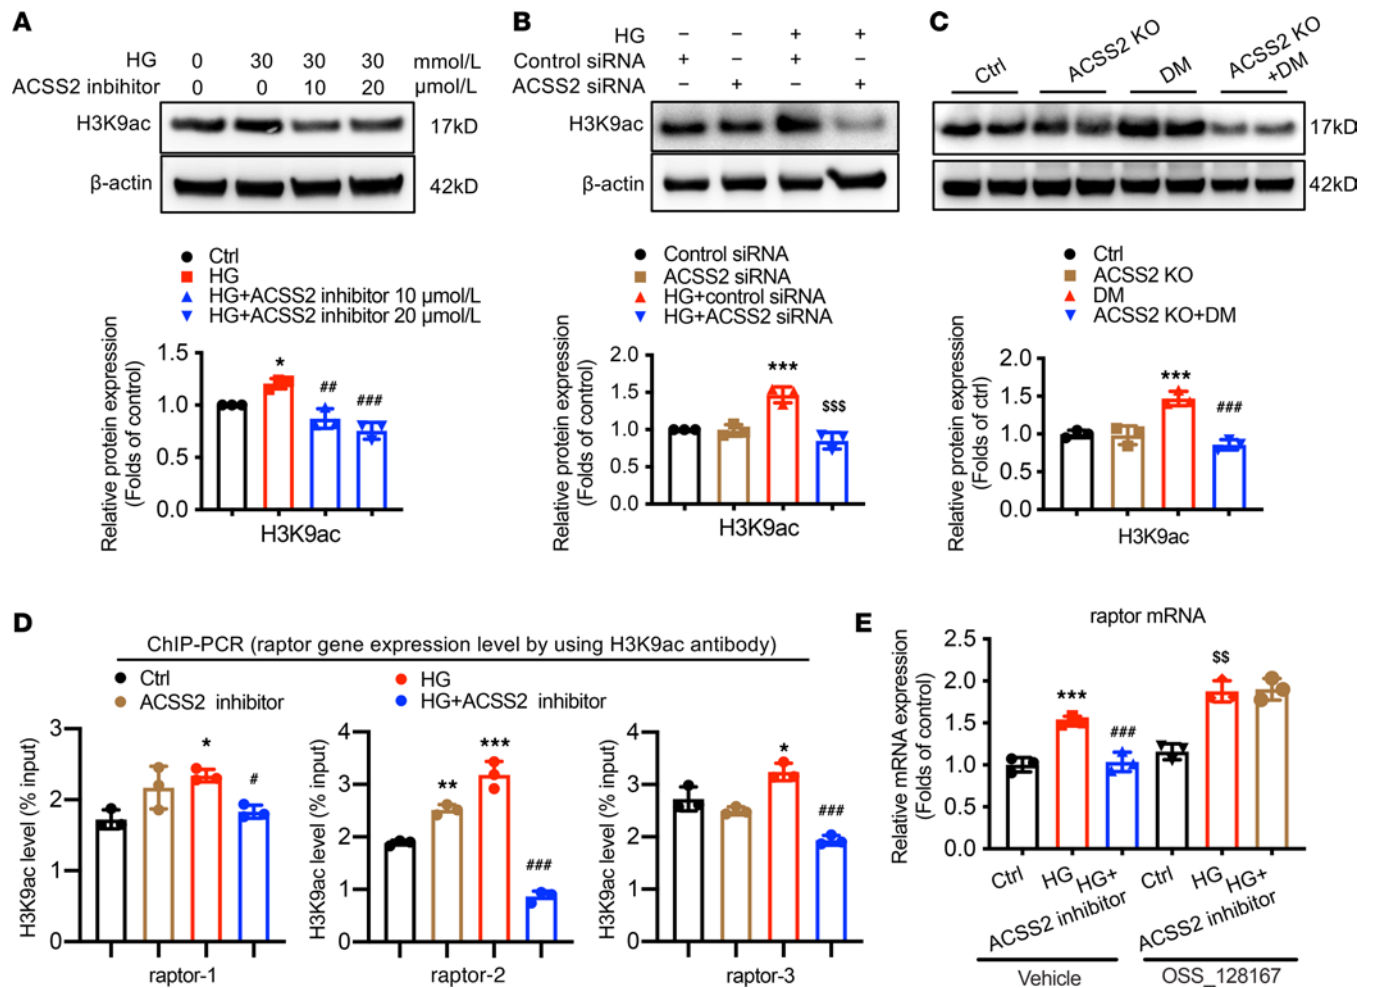 A
HG 0 30 30 30 mmol/L
ACSS2 inbihitor 0 0 10 20 μmol/L
H3K9ac 17kD
β-actin 42kD
Ctrl
HG
HG+ACSS2 inhibitor 10 μmol/L
HG+ACSS2 inhibitor 20 μmol/L
Relative protein expression
(Folds of control)
1.5
1.0
0.5
0.0
* ## ###
H3K9ac
B
HG − − + +
Control siRNA + − + −
ACSS2 siRNA − + − +
H3K9ac
β-actin
Control siRNA
ACSS2 siRNA
HG+control siRNA
HG+ACSS2 siRNA
Relative protein expression
(Folds of control)
2.0
1.5
1.0
0.5
0.0
*** $$$
H3K9ac
C
Ctrl
ACSS2 KO
DM
ACSS2 KO
+DM
17kD
42kD
Ctrl
ACSS2 KO
DM
ACSS2 KO+DM
Relative protein expression
(Folds of ctrl)
2.0
1.5
1.0
0.5
0.0
*** ###
H3K9ac
D
ChIP-PCR (raptor gene expression level by using H3K9ac antibody)
Ctrl
ACSS2 inhibitor
HG
HG+ACSS2 inhibitor
H3K9ac level (% input)
3
2
1
0
* #
raptor-1
H3K9ac level (% input)
4
3
2
1
0
** *** ###
raptor-2
H3K9ac level (% input)
4
3
2
1
0
* ###
raptor-3
E
raptor mRNA
Relative mRNA expression
(Folds of control)
2.5
2.0
1.5
1.0
0.5
0.0
*** ### $$
Ctrl
HG
HG+
ACSS2 inhibitor
Ctrl
HG
HG+
ACSS2 inhibitor
Vehicle
OSS_128167